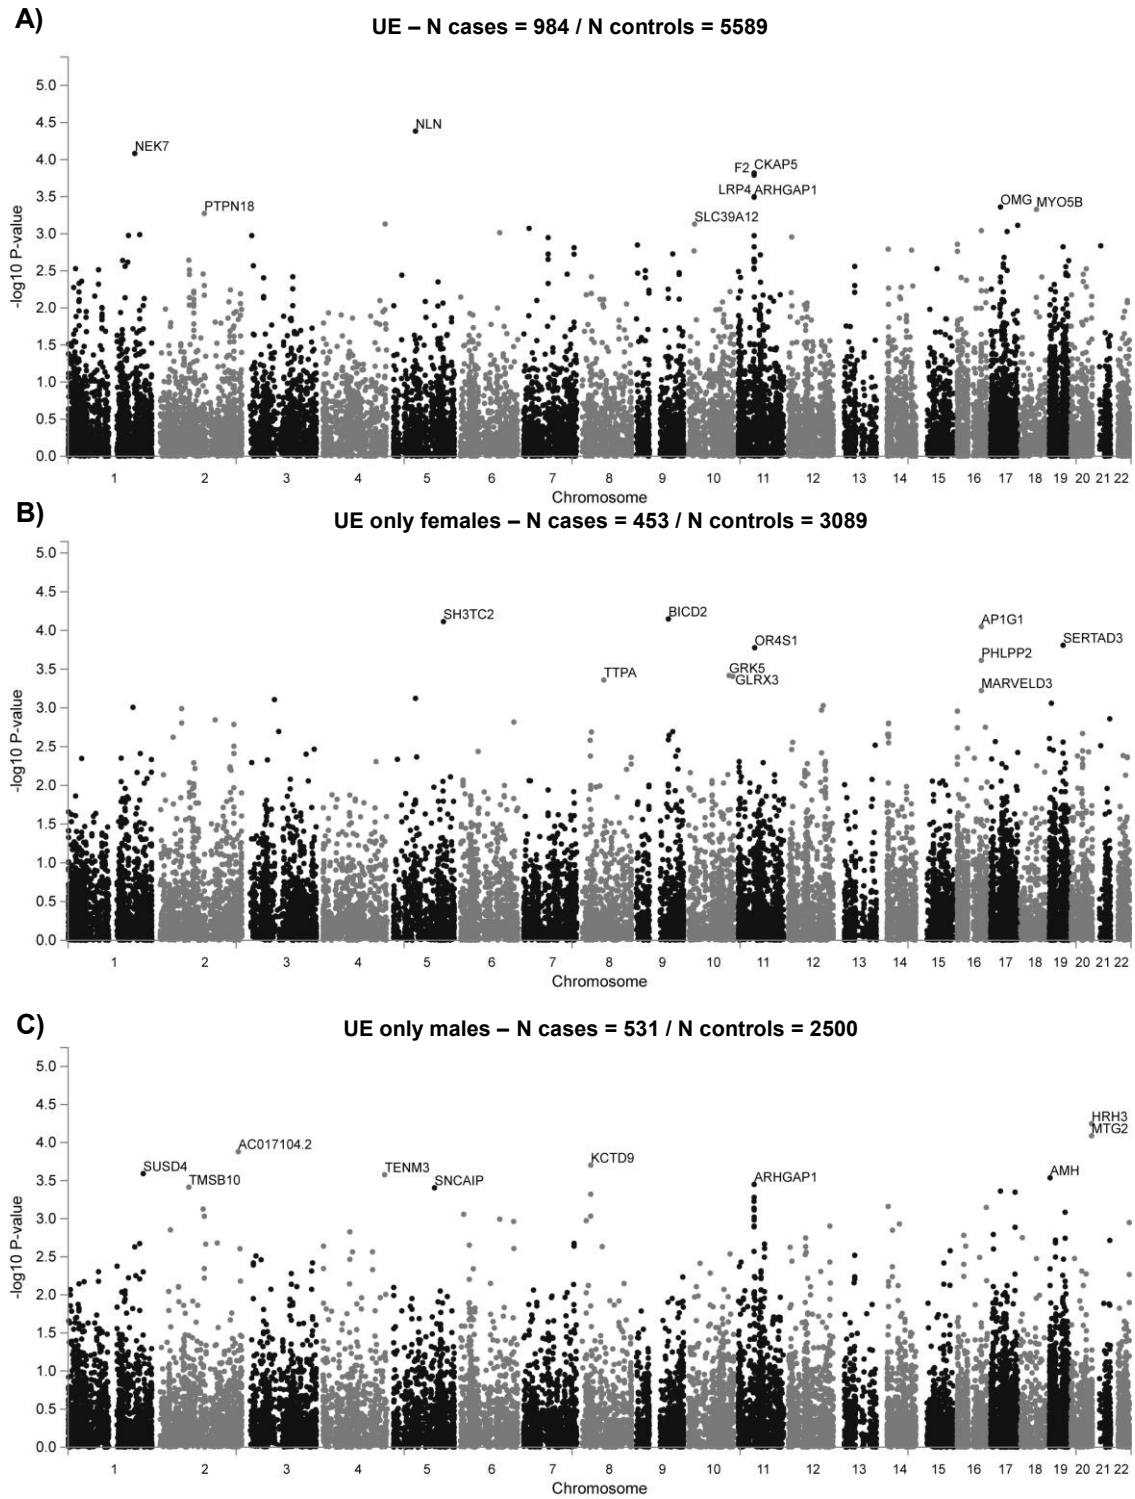 A)
UE – N cases = 984 / N controls = 5589
5.0
4.5
4.0
3.5
3.0
2.5
2.0
1.5
1.0
0.5
0.0
-log10 P-value
NEK7
PTPN18
NLN
F2 CKAP5
LRP4 ARHGAP1
SLC39A12
OMG MYO5B
1 2 3 4 5 6 7 8 9 10 11 12 13 14 15 16 17 18 19 20 21 22
Chromosome
B)
UE only females – N cases = 453 / N controls = 3089
5.0
4.5
4.0
3.5
3.0
2.5
2.0
1.5
1.0
0.5
0.0
-log10 P-value
SH3TC2
BICD2
TTPA
OR4S1
GRK5
GLRX3
AP1G1
PHLPP2
MARVELD3
SERTAD3
1 2 3 4 5 6 7 8 9 10 11 12 13 14 15 16 17 18 19 20 21 22
Chromosome
C)
UE only males – N cases = 531 / N controls = 2500
5.0
4.5
4.0
3.5
3.0
2.5
2.0
1.5
1.0
0.5
0.0
-log10 P-value
SUSD4
TMSB10
AC017104.2
TENM3
SNCAIP
KCTD9
ARHGAP1
AMH
HRH3
MTG2
1 2 3 4 5 6 7 8 9 10 11 12 13 14 15 16 17 18 19 20 21 22
Chromosome